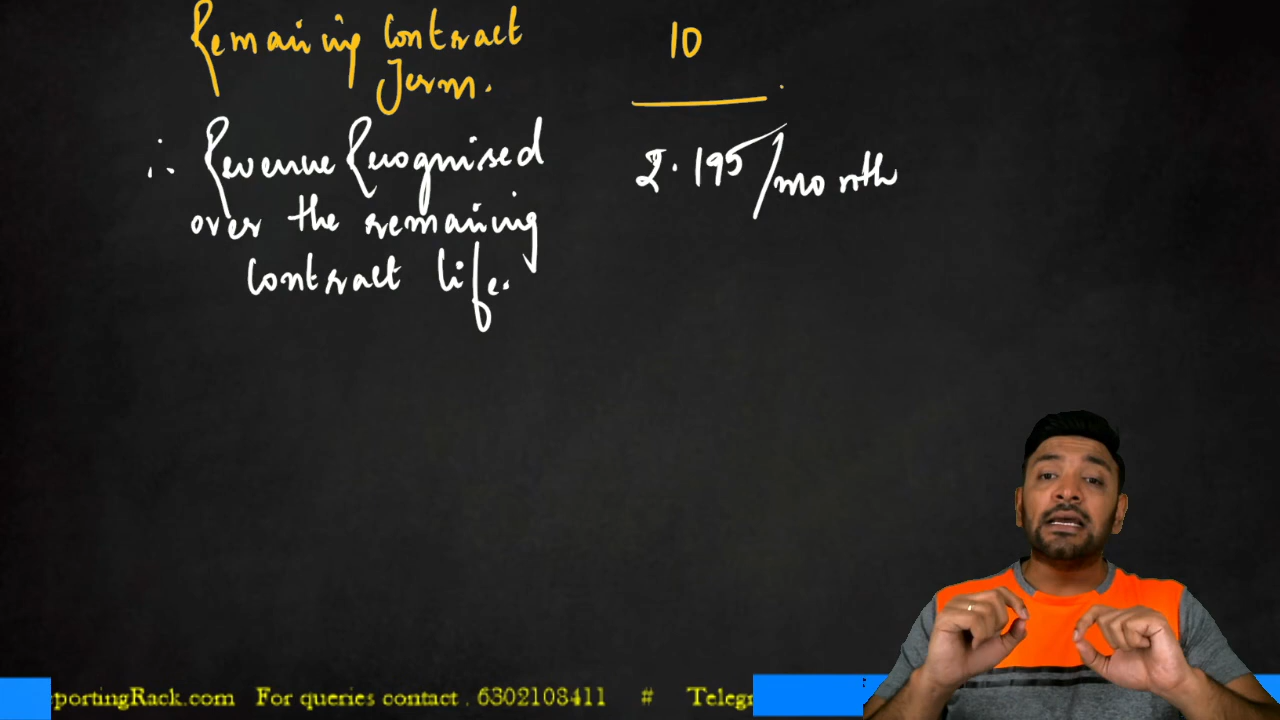 Remaining Contract 10
Term.
∴ Revenue Recognised 2.195/month
over the remaining
Contract life.
portingRack.com For queries contact . 6302108411 # Telegr